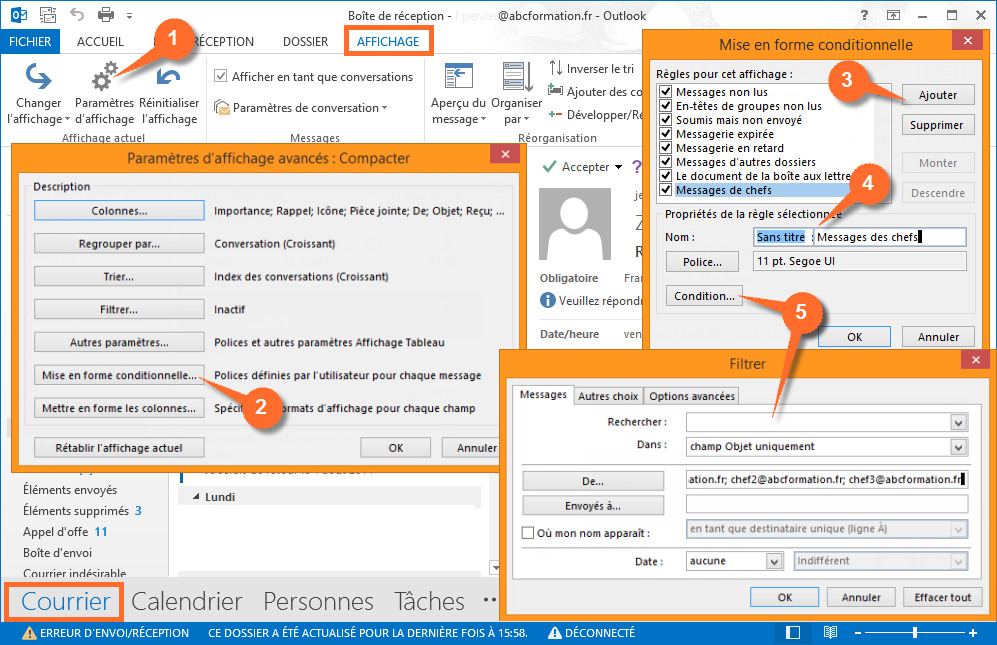 Boîte de réception - f.pervier@abcformation.fr - Outlook
FICHIER ACCUEIL RÉCEPTION DOSSIER AFFICHAGE
1
Changer l'affichage
Paramètres d'affichage
Réinitialiser l'affichage
Affichage actuel
Afficher en tant que conversations
Paramètres de conversation
Messages
Aperçu du message
Organiser par
Inverser le tri
Ajouter des co
Développer/Ré
Réorganisation
Paramètres d'affichage avancés : Compacter
Description
Colonnes... Importance; Rappel; Icône; Pièce jointe; De; Objet; Reçu; ...
Regrouper par... Conversation (Croissant)
Trier... Index des conversations (Croissant)
Filtrer... Inactif
Autres paramètres... Polices et autres paramètres Affichage Tableau
Mise en forme conditionnelle... Polices définies par l'utilisateur pour chaque message
2
Mettre en forme les colonnes... ormats d'affichage pour chaque champ
Rétablir l'affichage actuel OK Annuler
Accepter
?
je
Z
R
Obligatoire Fran
Veuillez répondr
Date/heure ven
Mise en forme conditionnelle
Règles pour cet affichage :
Messages non lus
En-têtes de groupes non lus
Soumis mais non envoyé
Messagerie expirée
Messagerie en retard
Messages d'autres dossiers
Le document de la boîte aux lettre
Messages de chefs
3
Ajouter
Supprimer
Monter
Descendre
4
Propriétés de la règle sélectionnée
Nom : Sans titre : Messages des chefs
Police... 11 pt. Segoe UI
Condition...
5
OK Annuler
Filtrer
Messages Autres choix Options avancées
Rechercher :
Dans : champ Objet uniquement
De... ation.fr; chef2@abcformation.fr; chef3@abcformation.fr
Envoyés à...
Où mon nom apparaît : en tant que destinataire unique (ligne À)
Date : aucune Indifférent
OK Annuler Effacer tout
Lundi
Éléments envoyés
Éléments supprimés 3
Appel d'offe 11
Boîte d'envoi
Courrier indésirable
Courrier Calendrier Personnes Tâches ••
ERREUR D'ENVOI/RÉCEPTION CE DOSSIER A ÉTÉ ACTUALISÉ POUR LA DERNIÈRE FOIS À 15:58. DÉCONNECTÉ